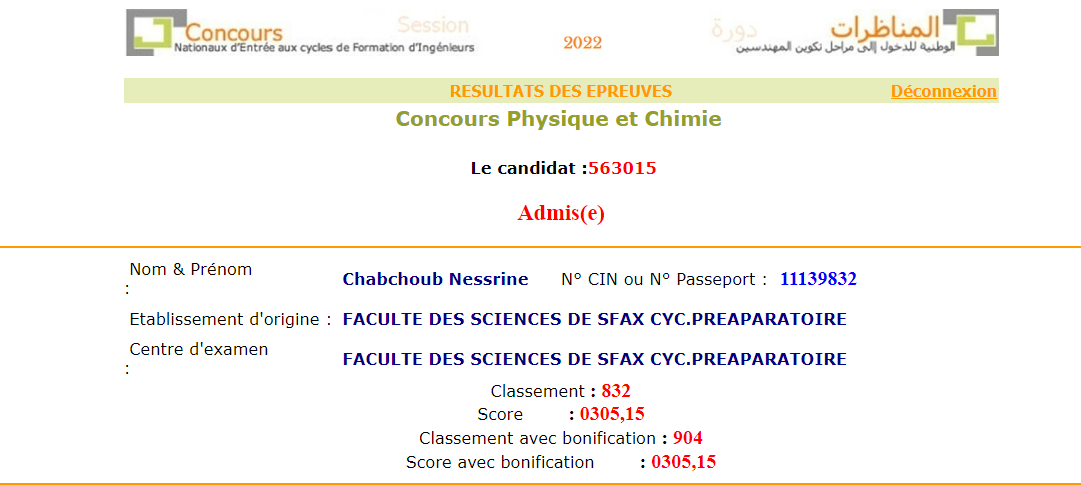 Concours Session 2022 دورة المناظرات
Nationaux d'Entrée aux cycles de Formation d'Ingénieurs الوطنية للدخول إلى مراحل تكوين المهندسين
RESULTATS DES EPREUVES Déconnexion
Concours Physique et Chimie
Le candidat :563015
Admis(e)
Nom & Prénom : Chabchoub Nessrine N° CIN ou N° Passeport : 11139832
Etablissement d'origine : FACULTE DES SCIENCES DE SFAX CYC.PREAPARATOIRE
Centre d'examen : FACULTE DES SCIENCES DE SFAX CYC.PREAPARATOIRE
Classement : 832
Score : 0305,15
Classement avec bonification : 904
Score avec bonification : 0305,15